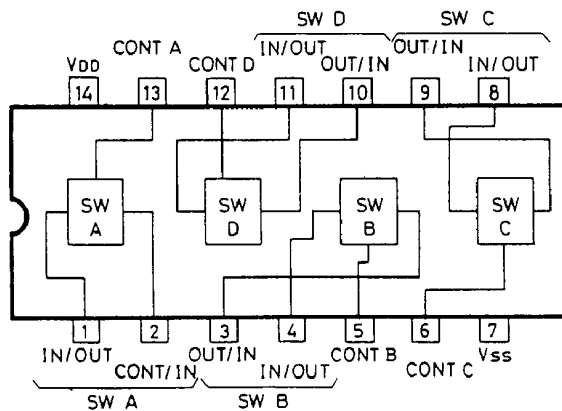 SW D SW C
CONT A IN/OUT OUT/IN
VDD CONT D OUT/IN IN/OUT
14 13 12 11 10 9 8
SW A
SW D
SW B
SW C
1 2 3 4 5 6 7
IN/OUT OUT/IN CONT B VSS
CONT/IN IN/OUT CONT C
SW A SW B